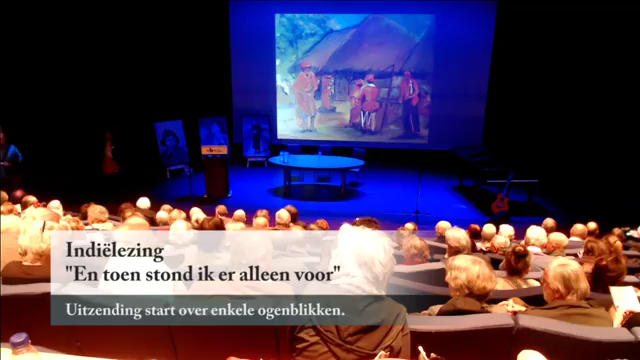 Indiëlezing
"En toen stond ik er alleen voor"
Uitzending start over enkele ogenblikken.